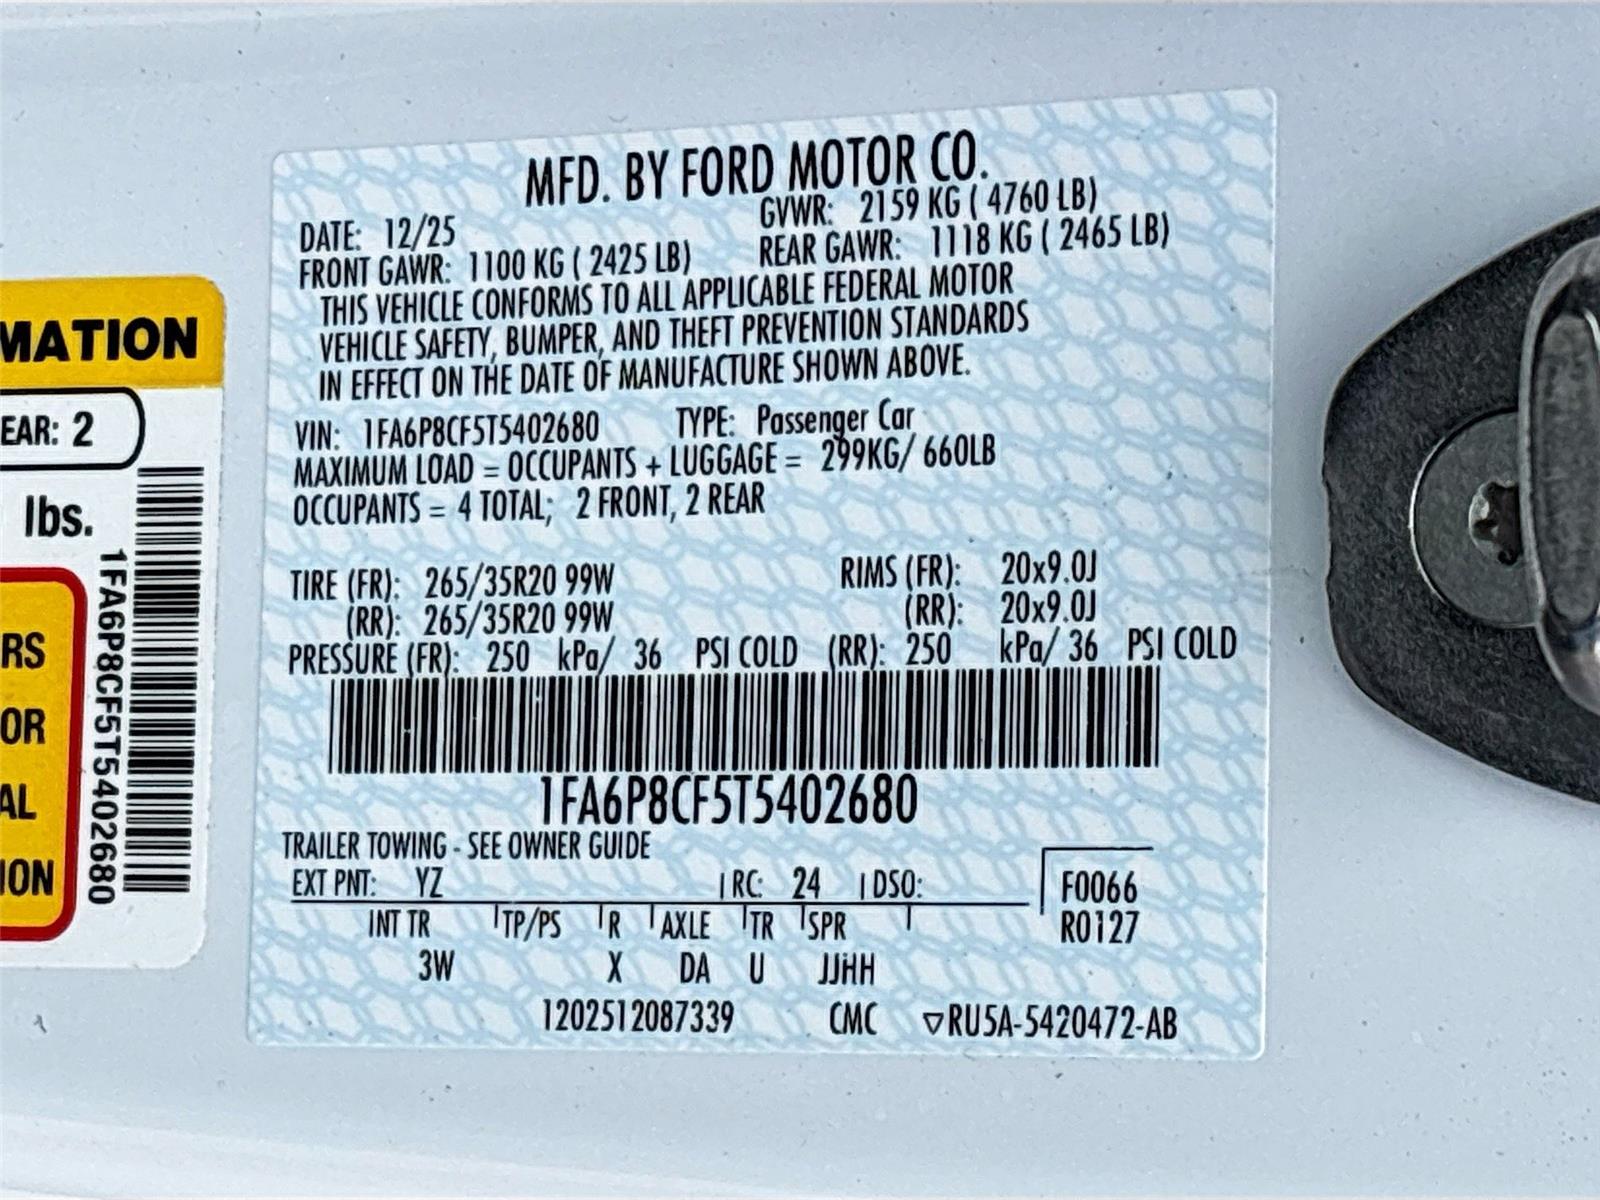 MFD. BY FORD MOTOR CO.
DATE: 12/25 GVWR: 2159 KG ( 4760 LB)
FRONT GAWR: 1100 KG ( 2425 LB) REAR GAWR: 1118 KG ( 2465 LB)
THIS VEHICLE CONFORMS TO ALL APPLICABLE FEDERAL MOTOR
VEHICLE SAFETY, BUMPER, AND THEFT PREVENTION STANDARDS
IN EFFECT ON THE DATE OF MANUFACTURE SHOWN ABOVE.
VIN: 1FA6P8CF5T5402680 TYPE: Passenger Car
MAXIMUM LOAD = OCCUPANTS + LUGGAGE = 299KG/ 660LB
OCCUPANTS = 4 TOTAL; 2 FRONT, 2 REAR
TIRE (FR): 265/35R20 99W RIMS (FR): 20x9.0J
(RR): 265/35R20 99W (RR): 20x9.0J
PRESSURE (FR): 250 kPa/ 36 PSI COLD (RR): 250 kPa/ 36 PSI COLD
1FA6P8CF5T5402680
TRAILER TOWING - SEE OWNER GUIDE
EXT PNT: YZ RC: 24 DSO: F0066
R0127
INT TR TP/PS R AXLE TR SPR
3W X DA U JJHH
1202512087339 CMC ▽RU5A-5420472-AB
MATION
EAR: 2
lbs.
1FA6P8CF5T5402680
RS
OR
AL
ION